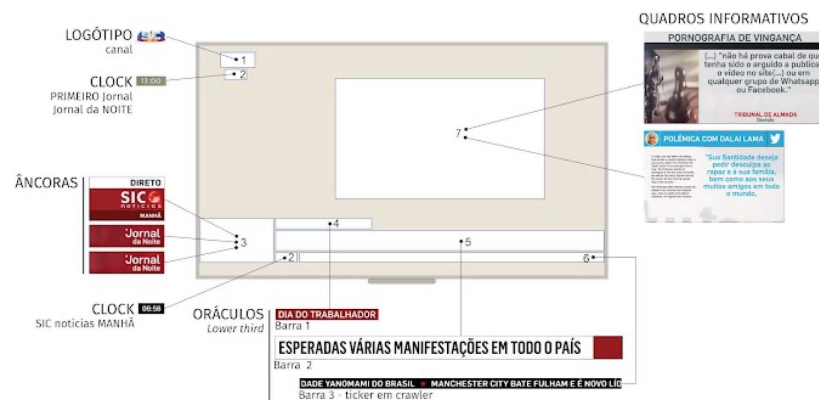 LOGÓTIPO SIC
canal
CLOCK 13:00
PRIMEIRO Jornal
Jornal da NOITE
ÂNCORAS
DIRETO
SIC
NOTÍCIAS
MANHÃ
Jornal
da Noite
Jornal
da Noite
CLOCK 08:56
SIC notícias MANHÃ
1
2
3
4
5
2
6
7
ORÁCULOS
Lower third
DIA DO TRABALHADOR
Barra 1
ESPERADAS VÁRIAS MANIFESTAÇÕES EM TODO O PAÍS
Barra 2
DADE YANOMAMI DO BRASIL MANCHESTER CITY BATE FULHAM E É NOVO LÍD
Barra 3 - ticker em crawler
QUADROS INFORMATIVOS
PORNOGRAFIA DE VINGANÇA
(...) "não há prova cabal de que
tenha sido o arguido a publica
o vídeo no site(...) ou em
qualquer grupo de Whatsapp
ou Facebook."
TRIBUNAL DE ALMADA
Decisão
POLÉMICA COM DALAI LAMA
"Sua Santidade deseja
pedir desculpa ao
rapaz e à sua família,
bem como aos seus
muitos amigos em todo
o mundo,